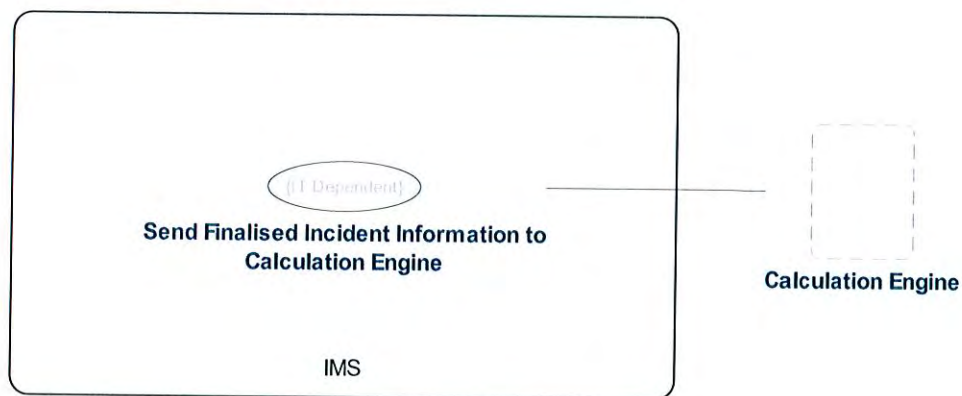 {IT Dependent}
Send Finalised Incident Information to
Calculation Engine
Calculation Engine
IMS